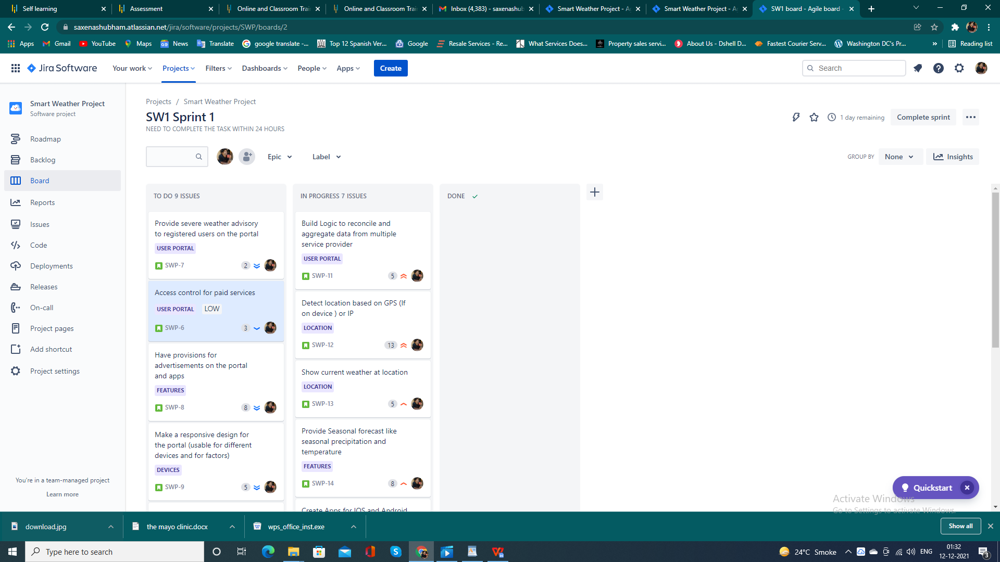 Self learning
Assessment
Online and Classroom Trai
Online and Classroom Trai
Inbox (4,383) - saxenashub
Smart Weather Project - A
Smart Weather Project - A
SW1 board - Agile board -
saxenashubham.atlassian.net/jira/software/projects/SWP/boards/2
Apps
Gmail
YouTube
Maps
News
Translate
google translate -...
Top 12 Spanish Ver...
Google
Resale Services - Re...
What Services Does...
Property sales servi...
About Us - Dshell D...
Fastest Courier Serv...
Washington DC's Pr...
»
Reading list
Jira Software
Your work
Projects
Filters
Dashboards
People
Apps
Create
Search
Smart Weather Project
Software project
Roadmap
Backlog
Board
Reports
Issues
Code
Deployments
Releases
On-call
Project pages
Add shortcut
Project settings
You're in a team-managed project
Learn more
Projects / Smart Weather Project
SW1 Sprint 1
NEED TO COMPLETE THE TASK WITHIN 24 HOURS
1 day remaining
Complete sprint
Epic
Label
GROUP BY
None
Insights
TO DO 9 ISSUES
Provide severe weather advisory
to registered users on the portal
USER PORTAL
SWP-7
2
Access control for paid services
USER PORTAL LOW
SWP-6
3
Have provisions for
advertisements on the portal
and apps
FEATURES
SWP-8
8
Make a responsive design for
the portal (usable for different
devices and for factors)
DEVICES
SWP-9
5
IN PROGRESS 7 ISSUES
Build Logic to reconcile and
aggregate data from multiple
service provider
USER PORTAL
SWP-11
5
Detect location based on GPS (If
on device ) or IP
LOCATION
SWP-12
13
Show current weather at location
LOCATION
SWP-13
5
Provide Seasonal forecast like
seasonal precipitation and
temperature
FEATURES
SWP-14
8
Create Apps for IOS and Android
DONE
Quickstart
Activate Windows
Go to Settings to activate Windows.
download.jpg
the mayo clinic.docx
wps_office_inst.exe
Show all
Type here to search
24°C Smoke
ENG
01:32
12-12-2021
3